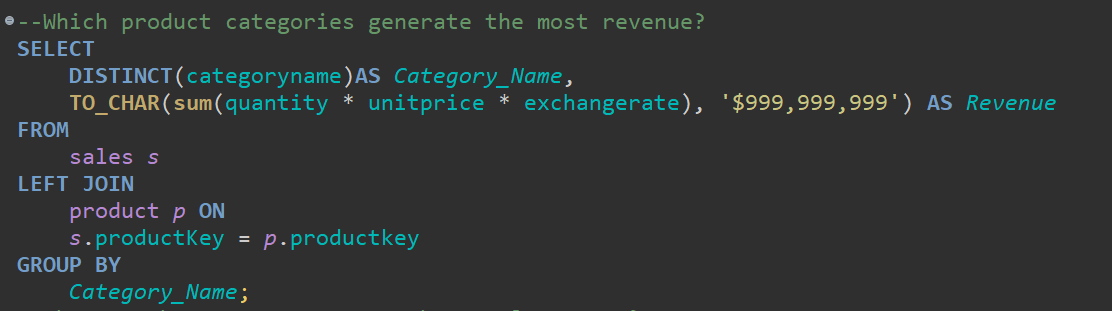 --Which product categories generate the most revenue?
SELECT
DISTINCT(categoryname)AS Category_Name,
TO_CHAR(sum(quantity * unitprice * exchangerate), '$999,999,999') AS Revenue
FROM
sales s
LEFT JOIN
product p ON
s.productKey = p.productkey
GROUP BY
Category_Name;